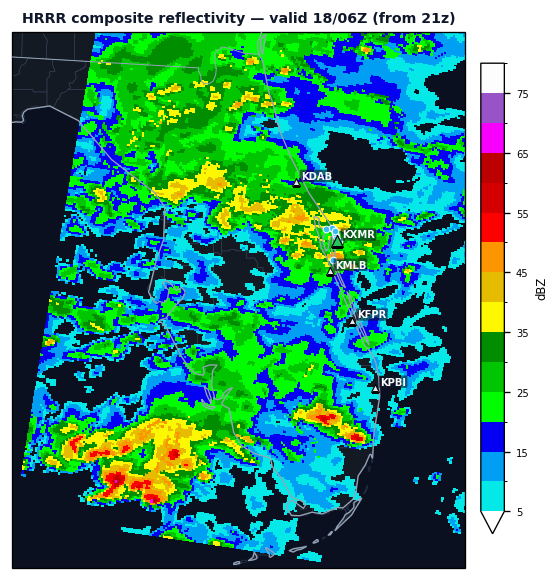 HRRR composite reflectivity — valid 18/06Z (from 21z)
KDAB
KXMR
KMLB
KFPR
KPBI
75
65
55
45
35
25
15
5
dBZ